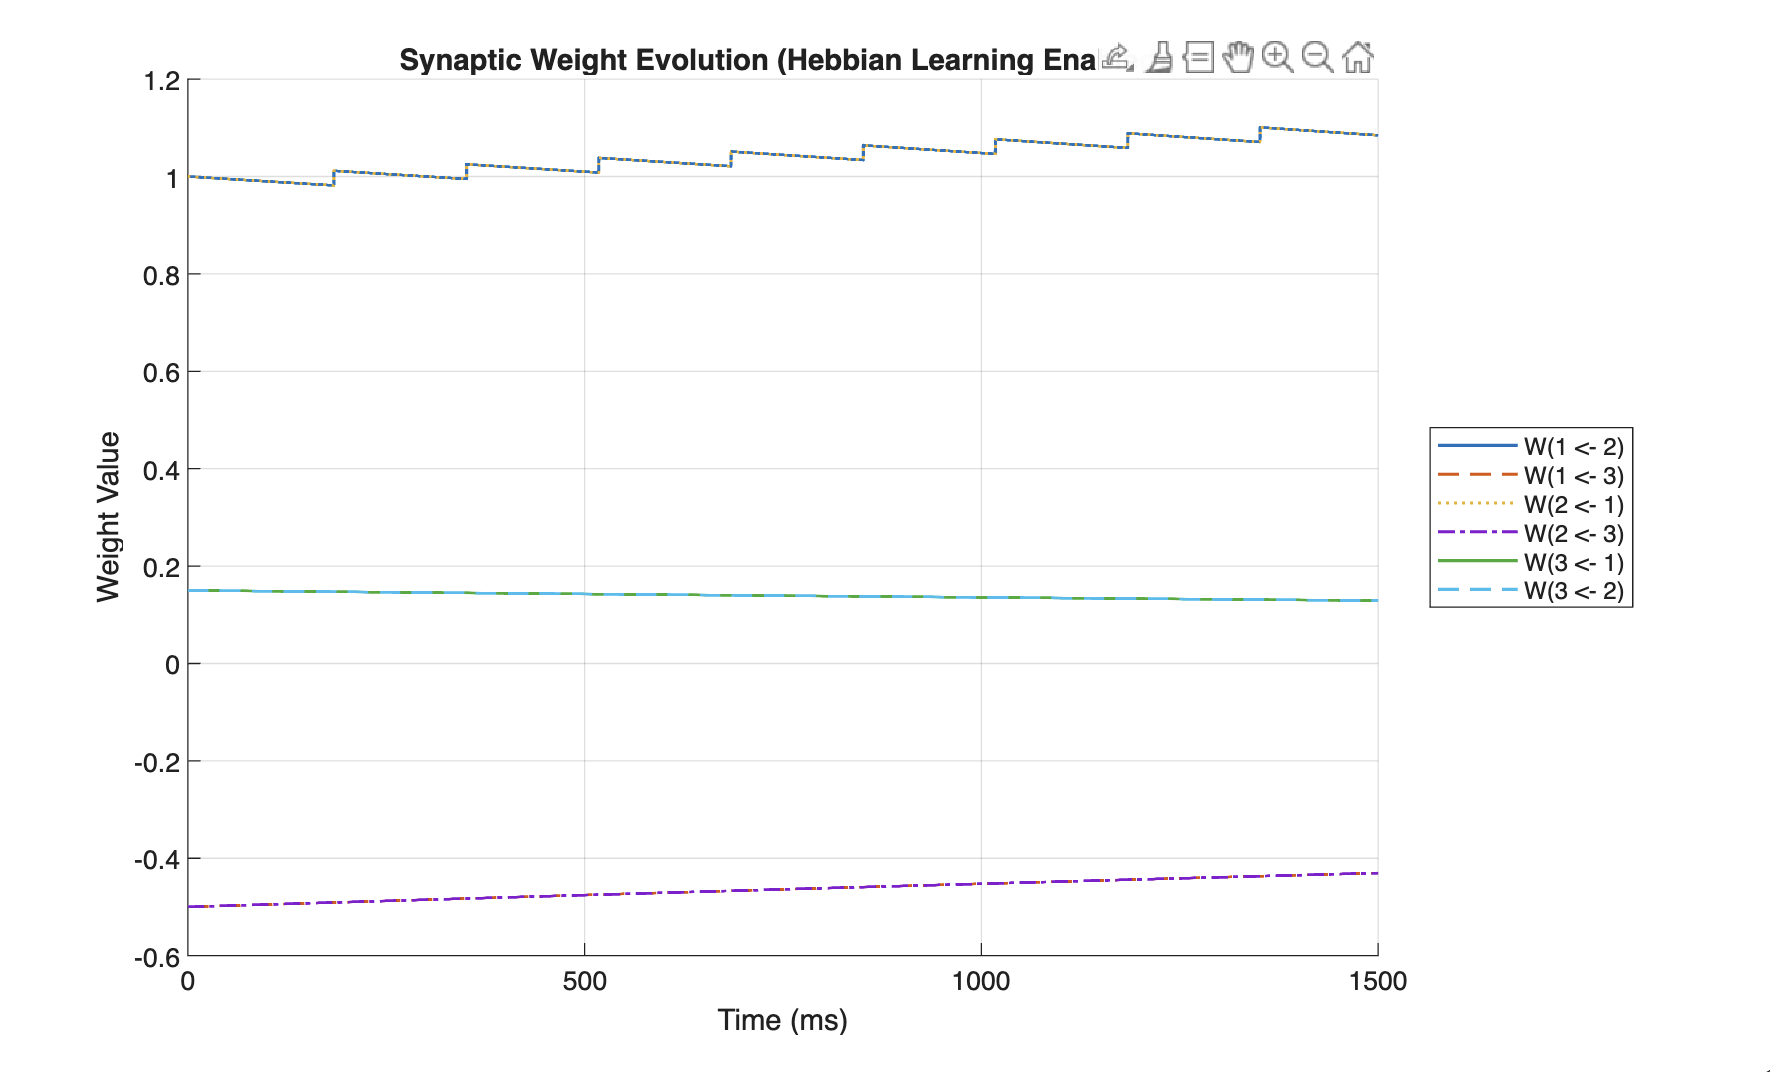 Synaptic Weight Evolution (Hebbian Learning Ena
1.2
1
0.8
0.6
0.4
0.2
0
-0.2
-0.4
-0.6
Weight Value
0 500 1000 1500
Time (ms)
W(1 <- 2)
W(1 <- 3)
W(2 <- 1)
W(2 <- 3)
W(3 <- 1)
W(3 <- 2)